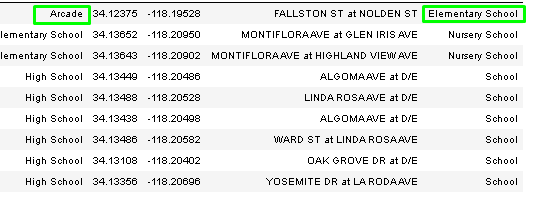 Arcade 34.12375 -118.19528 FALLSTON ST at NOLDEN ST Elementary School
lementary School 34.13652 -118.20950 MONTIFLORAAVE at GLEN IRIS AVE Nursery School
lementary School 34.13643 -118.20902 MONTIFLORAAVE at HIGHLAND VIEWAVE Nursery School
High School 34.13449 -118.20486 ALGOMAAVE at D/E School
High School 34.13488 -118.20528 LINDA ROSAAVE at D/E School
High School 34.13438 -118.20498 ALGOMAAVE at D/E School
High School 34.13486 -118.20582 WARD ST at LINDA ROSAAVE School
High School 34.13108 -118.20402 OAK GROVE DR at D/E School
High School 34.13356 -118.20696 YOSEMITE DR at LA RODAAVE School